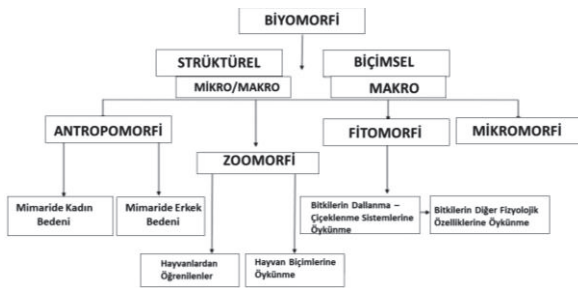 BİYOMORFİ
STRÜKTÜREL
BİÇİMSEL
MİKRO/MAKRO
MAKRO
ANTROPOMORFİ
FİTOMORFİ
MİKROMORFİ
ZOOMORFİ
Mimaride Kadın
Bedeni
Mimaride Erkek
Bedeni
Bitkilerin Dallanma –
Çiçeklenme Sistemlerine
Öykünme
Bitkilerin Diğer Fizyolojik
Özelliklerine Öykünme
Hayvanlardan
Öğrenilenler
Hayvan Biçimlerine
Öykünme